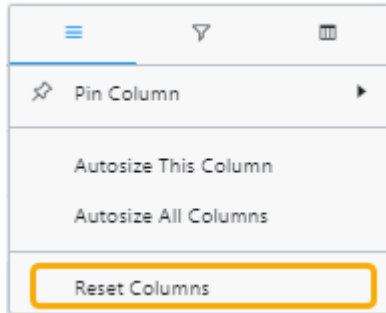 Pin Column
Autosize This Column
Autosize All Columns
Reset Columns